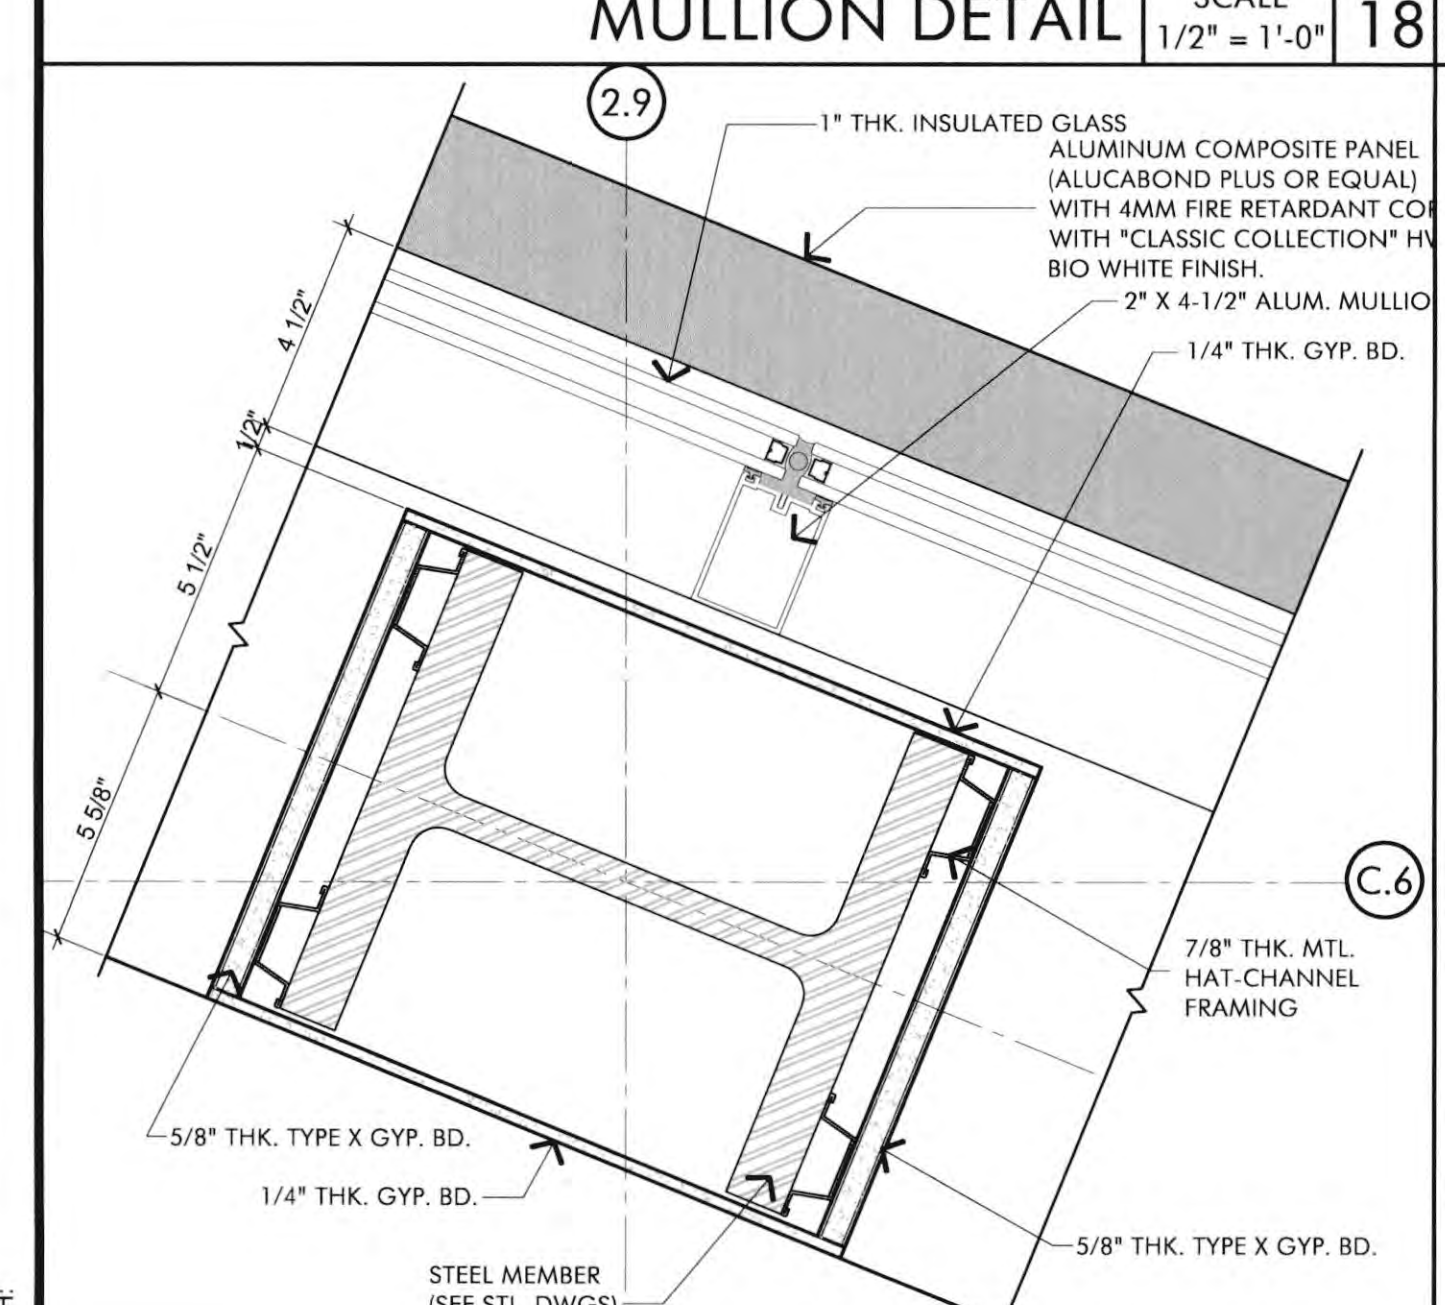 MULLION DETAIL
SCALE
1/2" = 1'-0"
18
2.9
1" THK. INSULATED GLASS
ALUMINUM COMPOSITE PANEL
(ALUCABOND PLUS OR EQUAL)
WITH 4MM FIRE RETARDANT
WITH "CLASSIC COLLECTION"
BIO WHITE FINISH.
2" X 4-1/2" ALUM. MULLIO
1/4" THK. GYP. BD.
4 1/2"
1/2"
5 1/2"
5 5/8"
C.6
7/8" THK. MTL.
HAT-CHANNEL
FRAMING
5/8" THK. TYPE X GYP. BD.
1/4" THK. GYP. BD.
5/8" THK. TYPE X GYP. BD.
STEEL MEMBER
(SEE STL. DWGS)